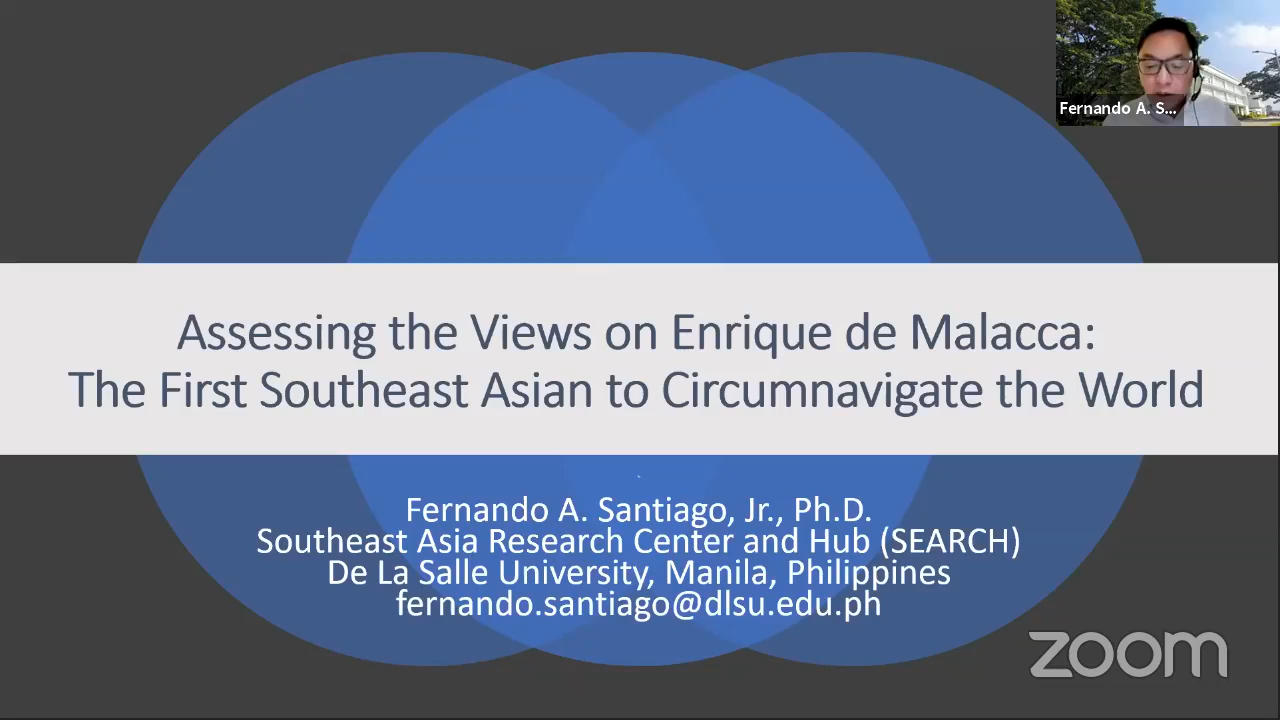 Fernando A. S...
Assessing the Views on Enrique de Malacca:
The First Southeast Asian to Circumnavigate the World
Fernando A. Santiago, Jr., Ph.D.
Southeast Asia Research Center and Hub (SEARCH)
De La Salle University, Manila, Philippines
fernando.santiago@dlsu.edu.ph
zoom